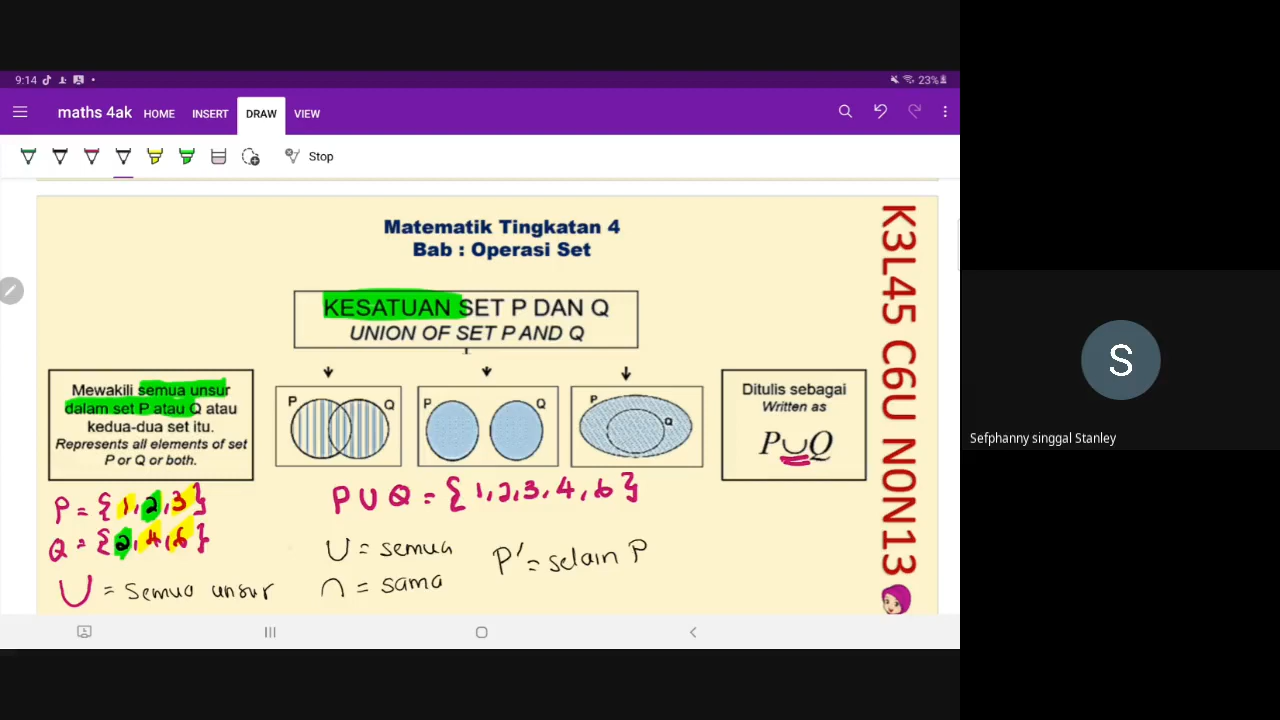 9:14
23%
maths 4ak
HOME
INSERT
DRAW
VIEW
Stop
Matematik Tingkatan 4
Bab : Operasi Set
KESATUAN SET P DAN Q
UNION OF SET P AND Q
Mewakili semua unsur
dalam set P atau Q atau
kedua-dua set itu.
Represents all elements of set
P or Q or both.
P
Q
P
Q
P
Q
Ditulis sebagai
Written as
P∪Q
P = {1, 2, 3}
Q = {2, 4, 6}
P ∪ Q = {1, 2, 3, 4, 6}
∪ = semua unsur
∪ = semua
∩ = sama
P' = selain P
K3L45 C6U NON13
S
Sefphanny singgal Stanley